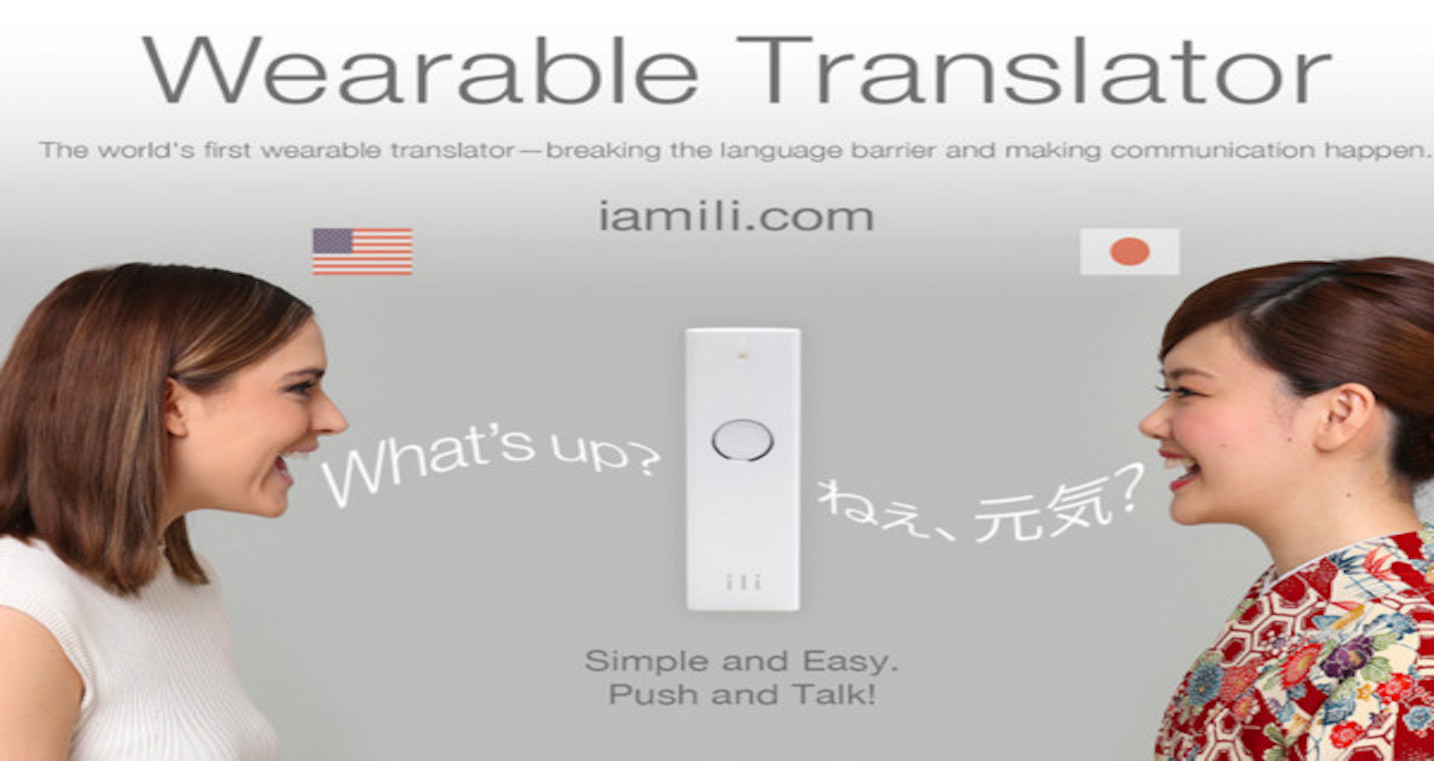 Wearable Translator
The world's first wearable translator—breaking the language barrier and making communication happen.
iamili.com
What's up?
ねえ、元気?
ili
Simple and Easy.
Push and Talk!